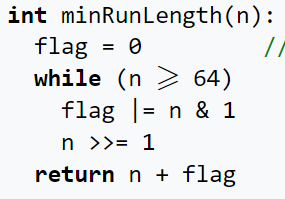 int minRunLength(n):
flag = 0 //
while (n ⩾ 64)
flag |= n & 1
n >>= 1
return n + flag